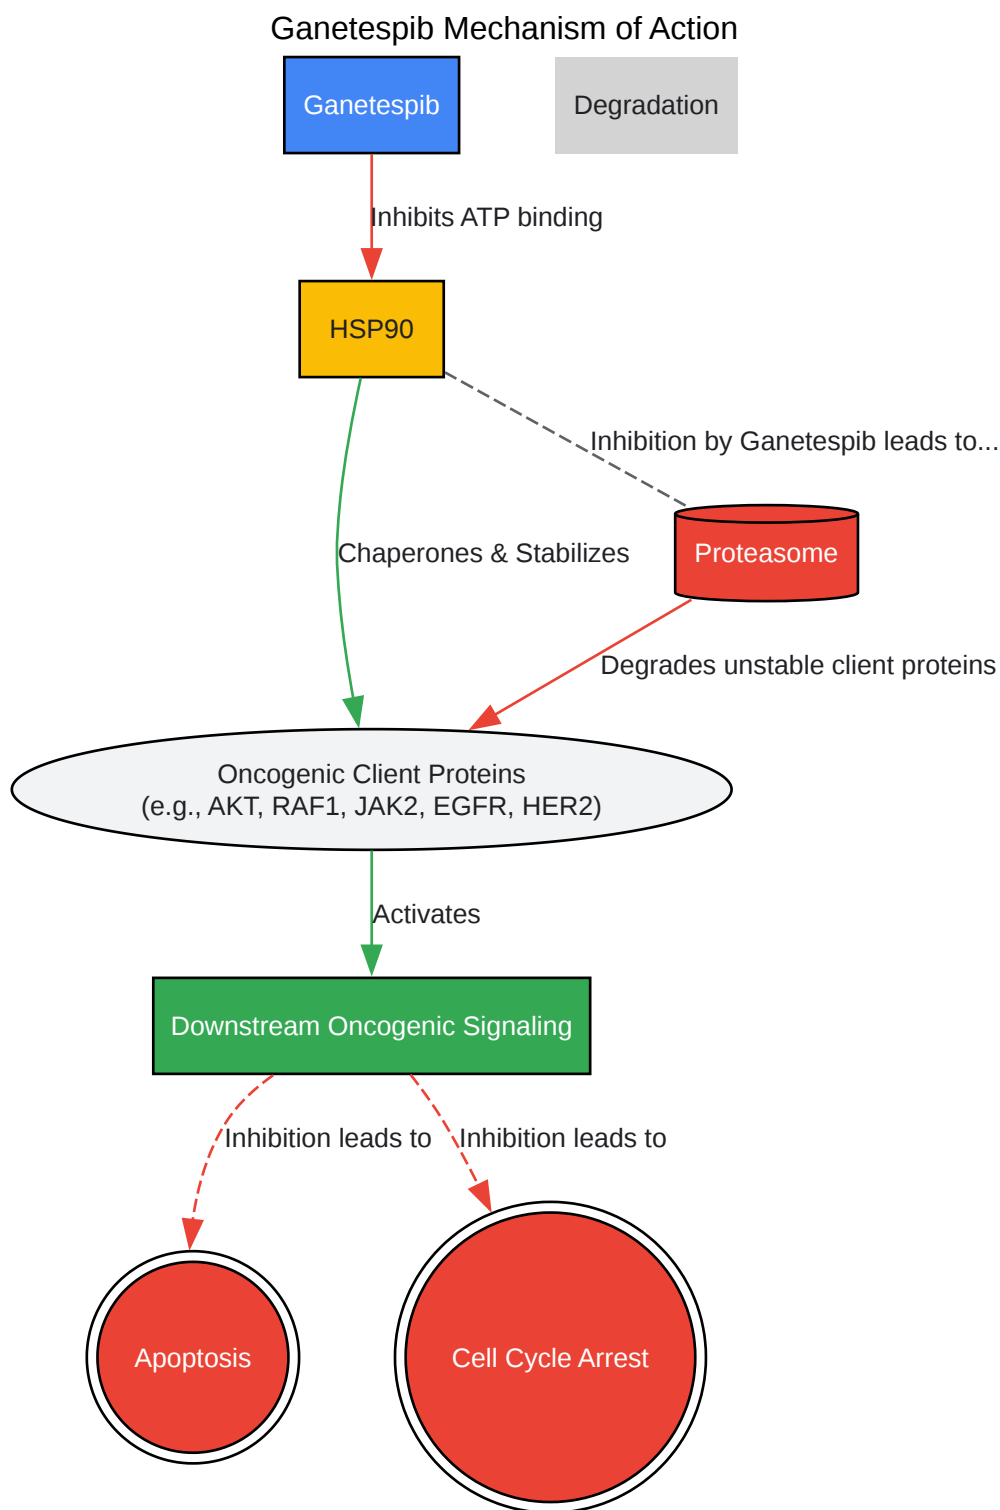 Ganetespib Mechanism of Action
Ganetespib
Degradation
Inhibits ATP binding
HSP90
Inhibition by Ganetespib leads to...
Chaperones & Stabilizes
Proteasome
Degrades unstable client proteins
Oncogenic Client Proteins
(e.g., AKT, RAF1, JAK2, EGFR, HER2)
Activates
Downstream Oncogenic Signaling
Inhibition leads to
Inhibition leads to
Apoptosis
Cell Cycle Arrest